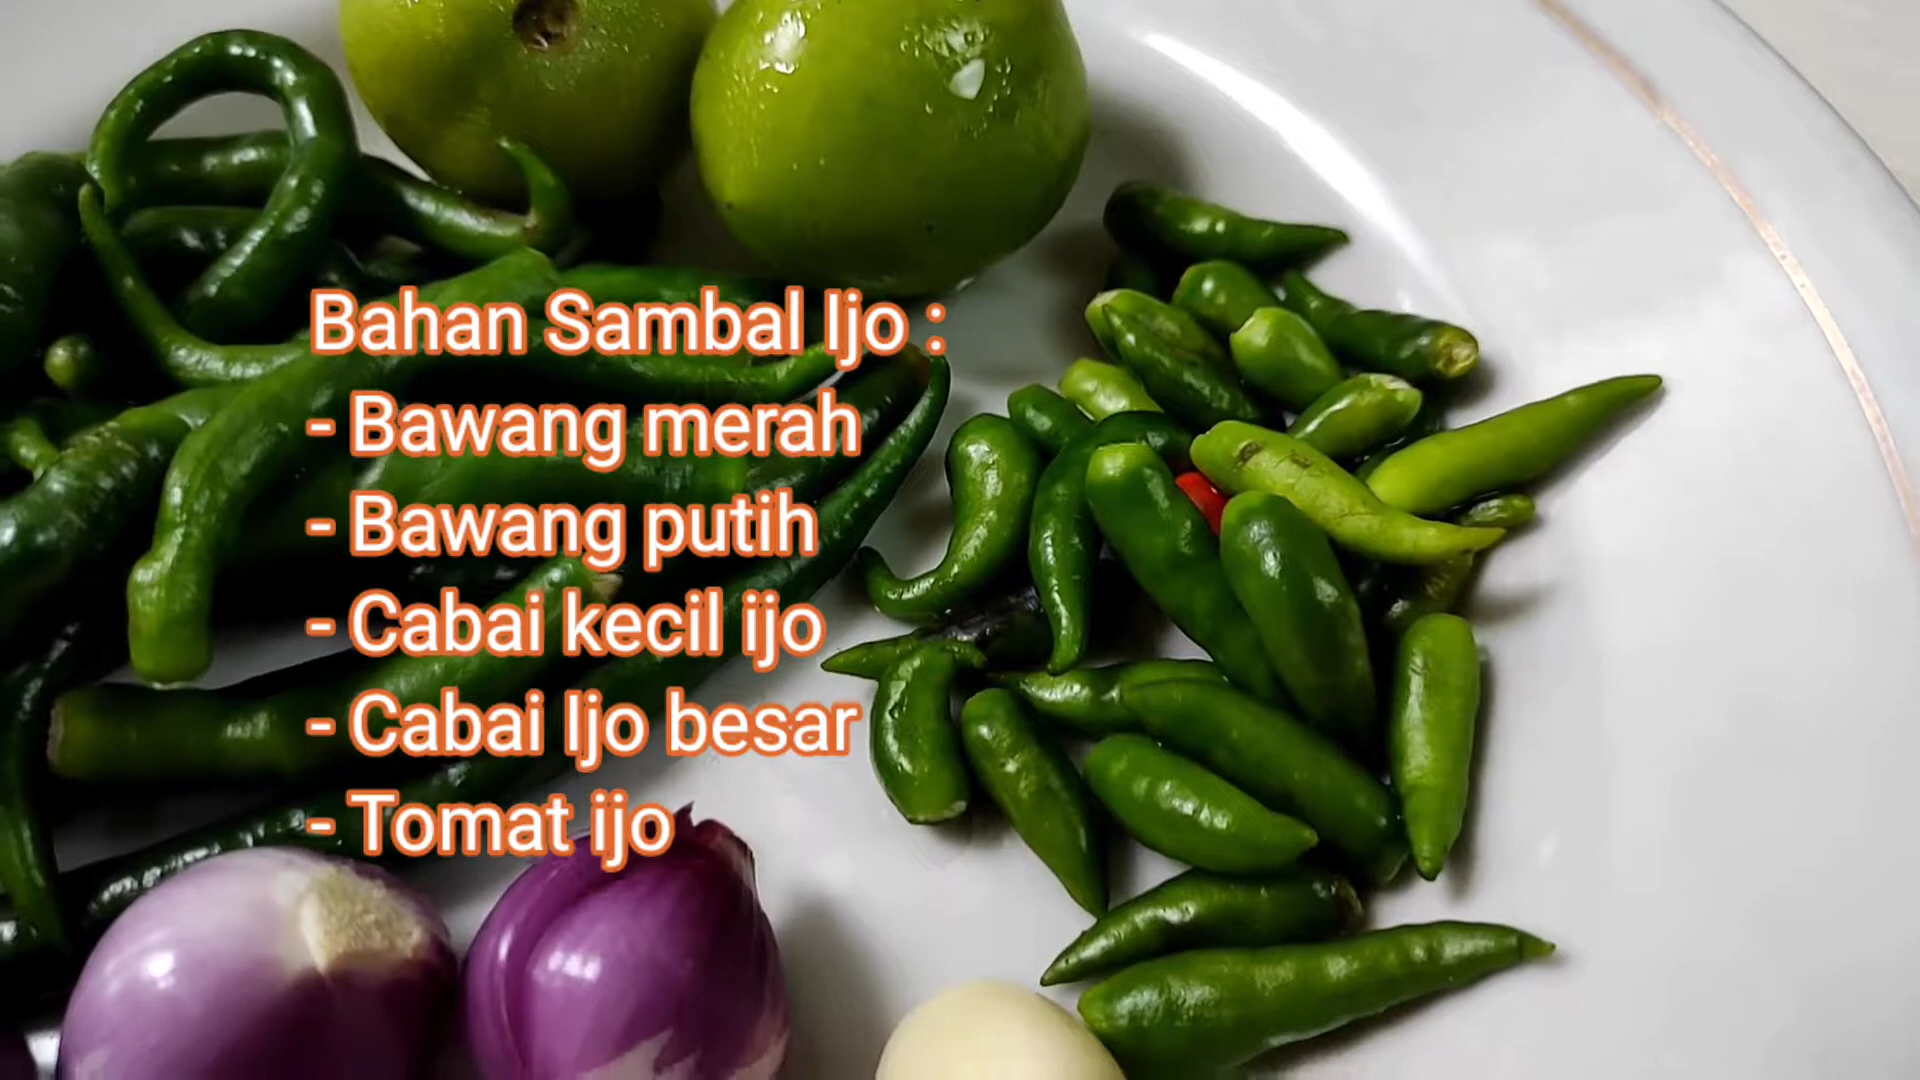 Bahan Sambal Ijo :
- Bawang merah
- Bawang putih
- Cabai kecil ijo
- Cabai Ijo besar
- Tomat ijo